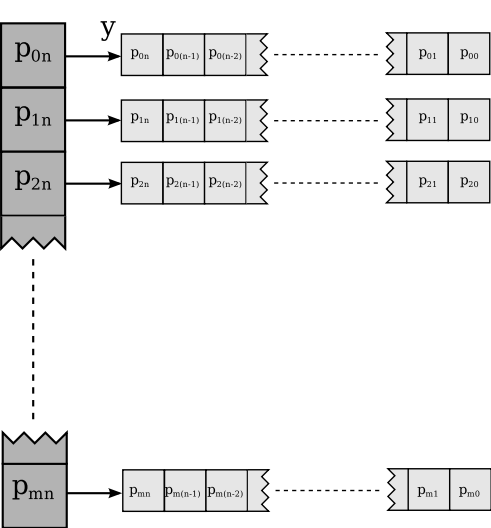 y
p0n p0n p0(n-1) p0(n-2) p01 p00
p1n p1n p1(n-1) p1(n-2) p11 p10
p2n p2n p2(n-1) p2(n-2) p21 p20
pmn pmn pm(n-1) pm(n-2) pm1 pm0